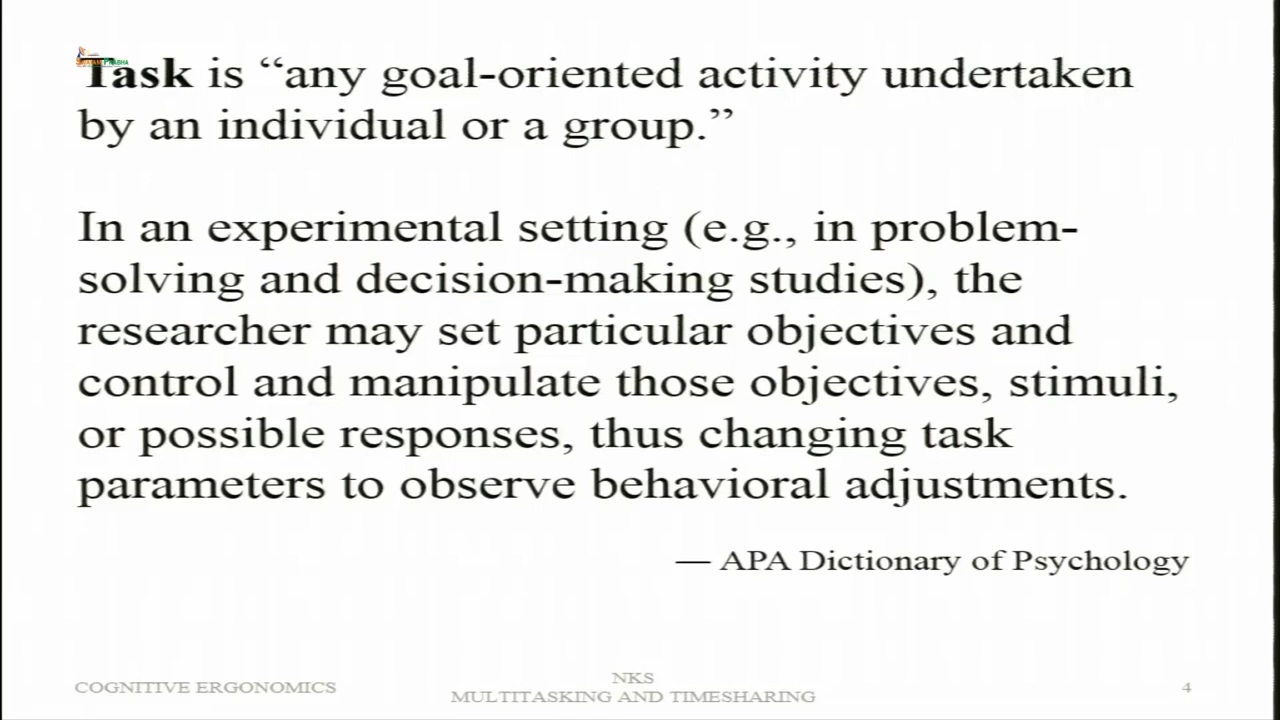 Task is “any goal-oriented activity undertaken
by an individual or a group.”
In an experimental setting (e.g., in problem-
solving and decision-making studies), the
researcher may set particular objectives and
control and manipulate those objectives, stimuli,
or possible responses, thus changing task
parameters to observe behavioral adjustments.
— APA Dictionary of Psychology
COGNITIVE ERGONOMICS
NKS
MULTITASKING AND TIMESHARING
4